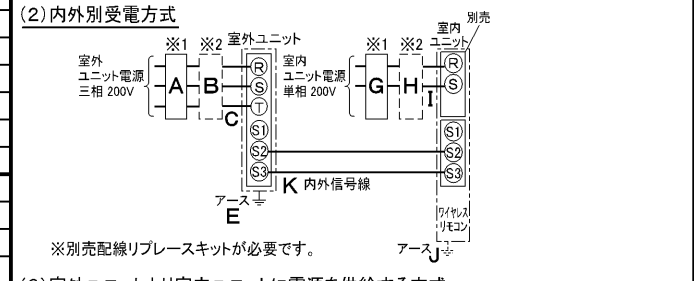 (2)内外別受電方式
別売
※1 ※2 室外ユニット
※1 ※2 室内ユニット
室外
ユニット電源
三相 200V
A B
R
S
T
C
S1
S2
S3
アース
E
室内
ユニット電源
単相 200V
G H
I
R
S
S1
S2
S3
K 内外信号線
ワイヤレス
リモコン
アース J
※別売配線リプレースキットが必要です。